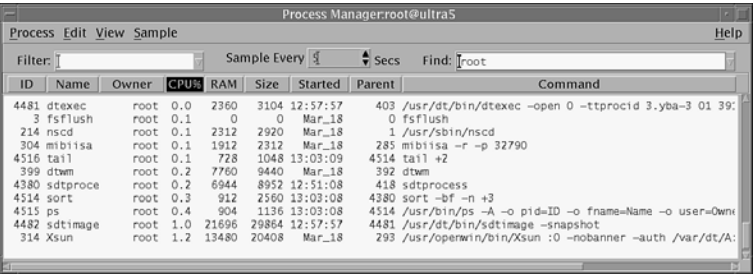 Process Manager:root@ultra5
Process Edit View Sample Help
Filter: Sample Every 5 Secs Find: root
ID Name Owner CPU% RAM Size Started Parent Command
4481 dtexec root 0.0 2360 3104 12:57:57 403 /usr/dt/bin/dtexec -open 0 -ttprocid 3.yba-3 01 39:
3 fsflush root 0.1 0 0 Mar_18 0 fsflush
214 nscd root 0.1 2312 2920 Mar_18 1 /usr/sbin/nscd
304 mibiisa root 0.1 1912 2312 Mar_18 285 mibiisa -r -p 32790
4516 tail root 0.1 728 1048 13:03:09 4514 tail +2
399 dtwm root 0.2 7760 9440 Mar_18 392 dtwm
4380 sdtproce root 0.2 6944 8952 12:51:08 418 sdtprocess
4514 sort root 0.3 912 2560 13:03:08 4380 sort -bf -n +3
4515 ps root 0.4 904 1136 13:03:08 4514 /usr/bin/ps -A -o pid=ID -o fname=Name -o user=Owne
4482 sdtimage root 1.0 21696 29864 12:57:57 4481 /usr/dt/bin/sdtimage -snapshot
314 Xsun root 1.2 13480 20408 Mar_18 293 /usr/openwin/bin/Xsun :0 -nobanner -auth /var/dt/A: